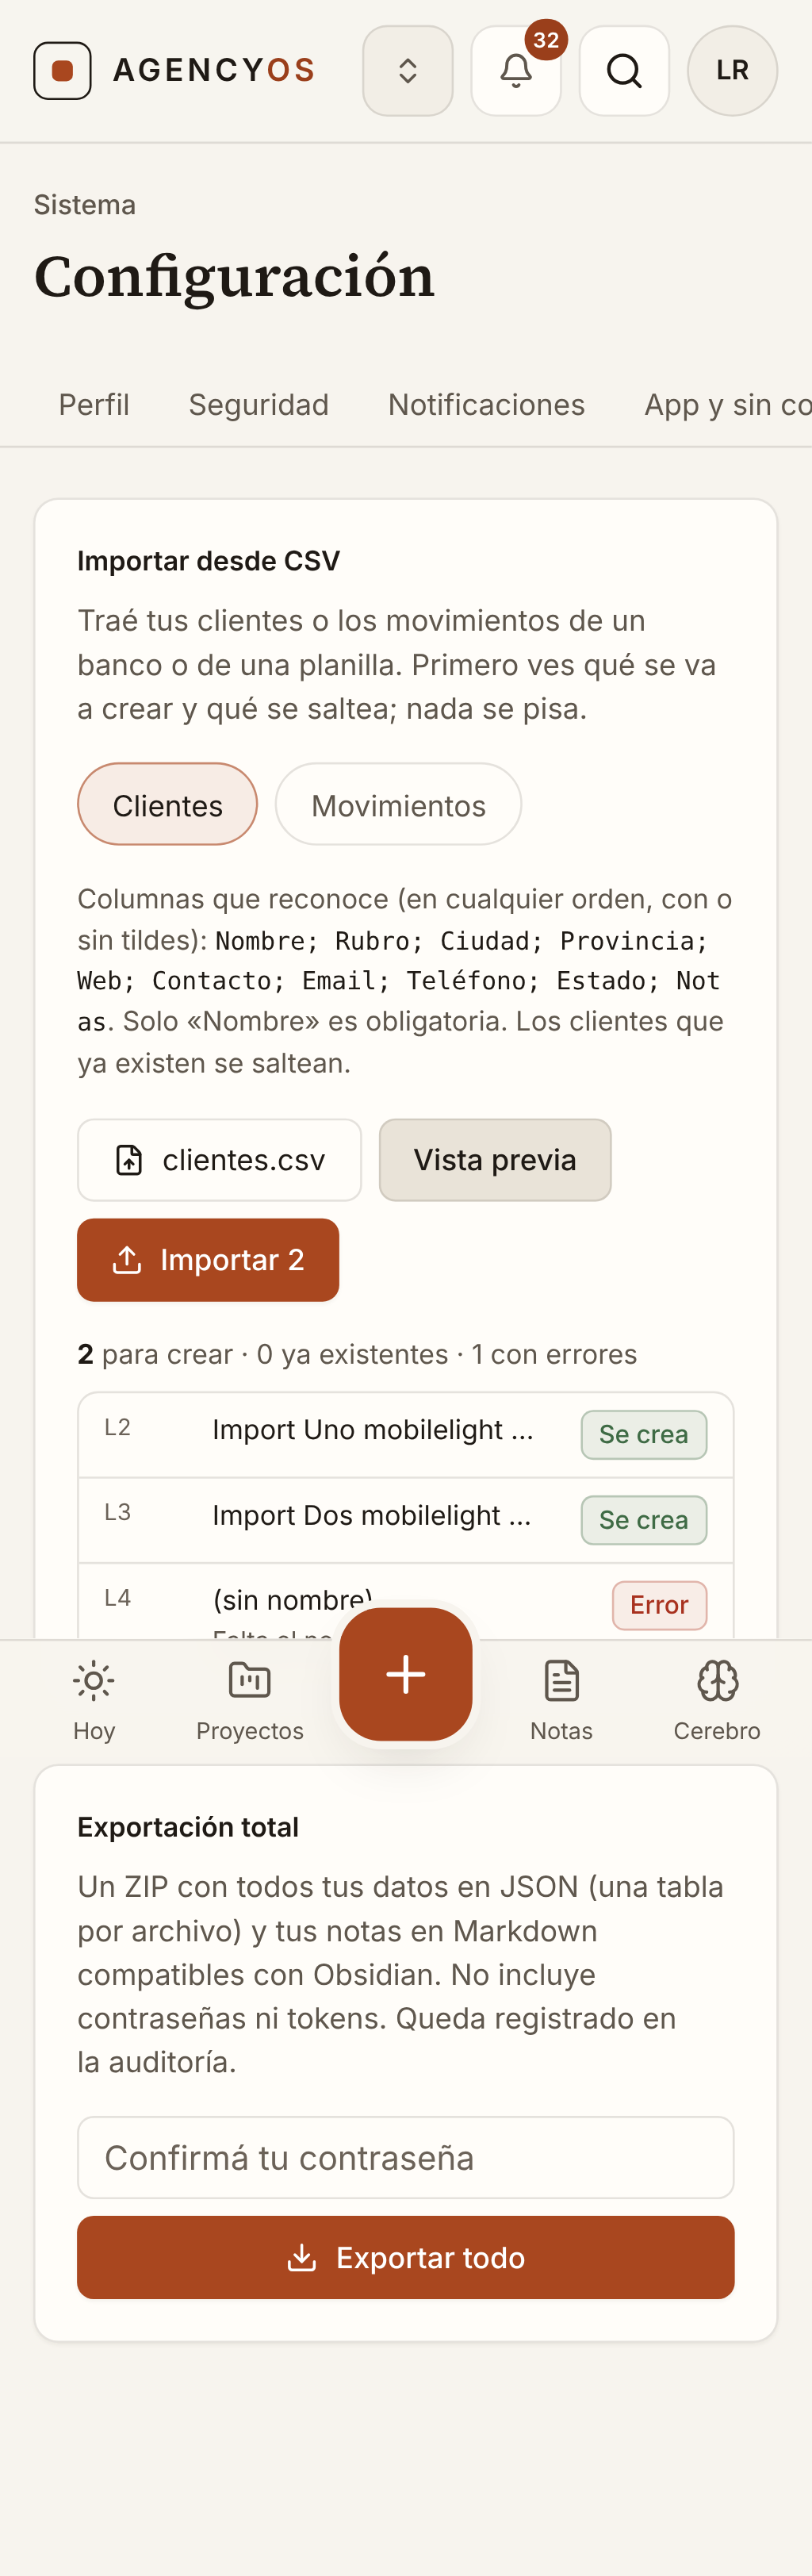 AGENCYOS
32
LR
Sistema
Configuración
Perfil Seguridad Notificaciones App y sin co
Importar desde CSV
Traé tus clientes o los movimientos de un
banco o de una planilla. Primero ves qué se va
a crear y qué se saltea; nada se pisa.
Clientes Movimientos
Columnas que reconoce (en cualquier orden, con o
sin tildes): Nombre; Rubro; Ciudad; Provincia;
Web; Contacto; Email; Teléfono; Estado; Not
as. Solo «Nombre» es obligatoria. Los clientes que
ya existen se saltean.
clientes.csv Vista previa
Importar 2
2 para crear · 0 ya existentes · 1 con errores
L2 Import Uno mobilelight ... Se crea
L3 Import Dos mobilelight ... Se crea
L4 (sin nombre) Error
Hoy Proyectos Notas Cerebro
Exportación total
Un ZIP con todos tus datos en JSON (una tabla
por archivo) y tus notas en Markdown
compatibles con Obsidian. No incluye
contraseñas ni tokens. Queda registrado en
la auditoría.
Confirmá tu contraseña
Exportar todo